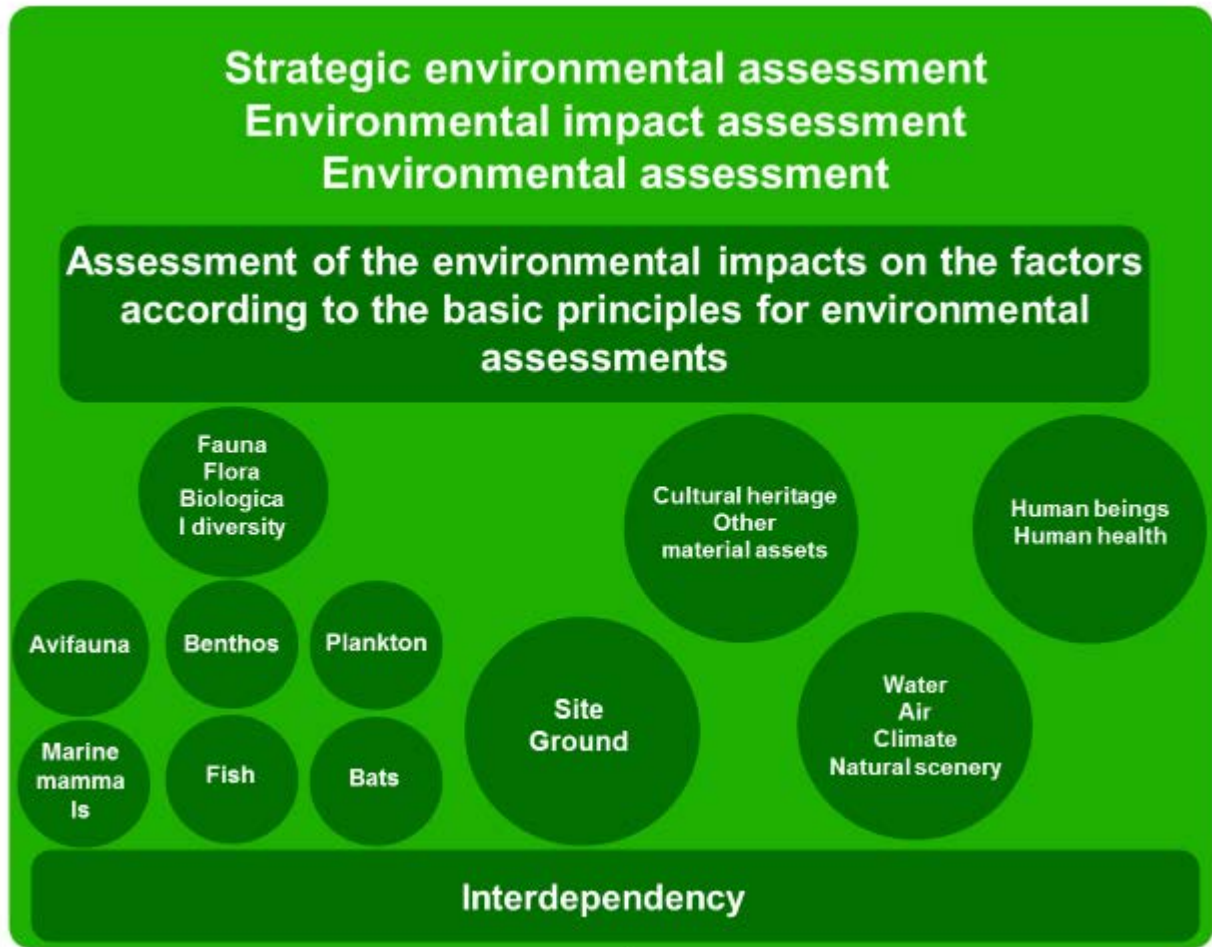 Strategic environmental assessment
Environmental impact assessment
Environmental assessment
Assessment of the environmental impacts on the factors
according to the basic principles for environmental
assessments
Fauna
Flora
Biologica
l diversity
Cultural heritage
Other
material assets
Human beings
Human health
Avifauna
Benthos
Plankton
Site
Ground
Water
Air
Climate
Natural scenery
Marine
mamma
ls
Fish
Bats
Interdependency